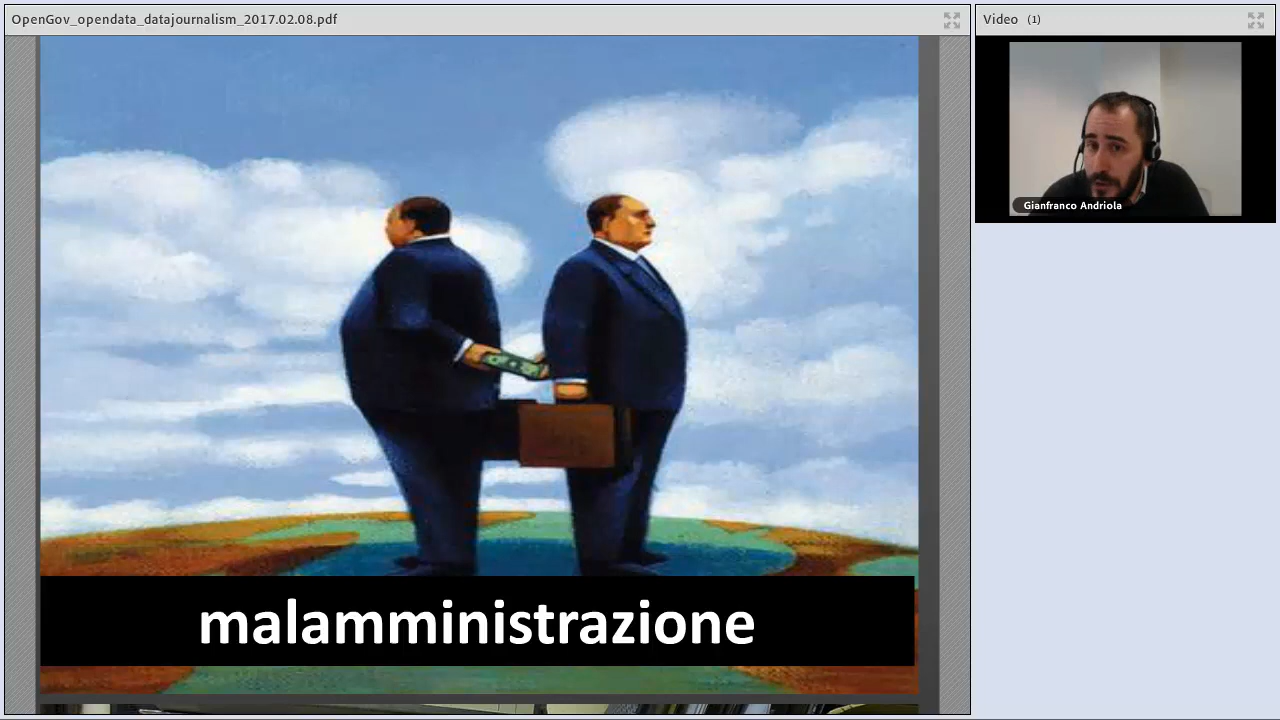 OpenGov_opendata_datajournalism_2017.02.08.pdf
Video (1)
Gianfranco Andriola
malamministrazione